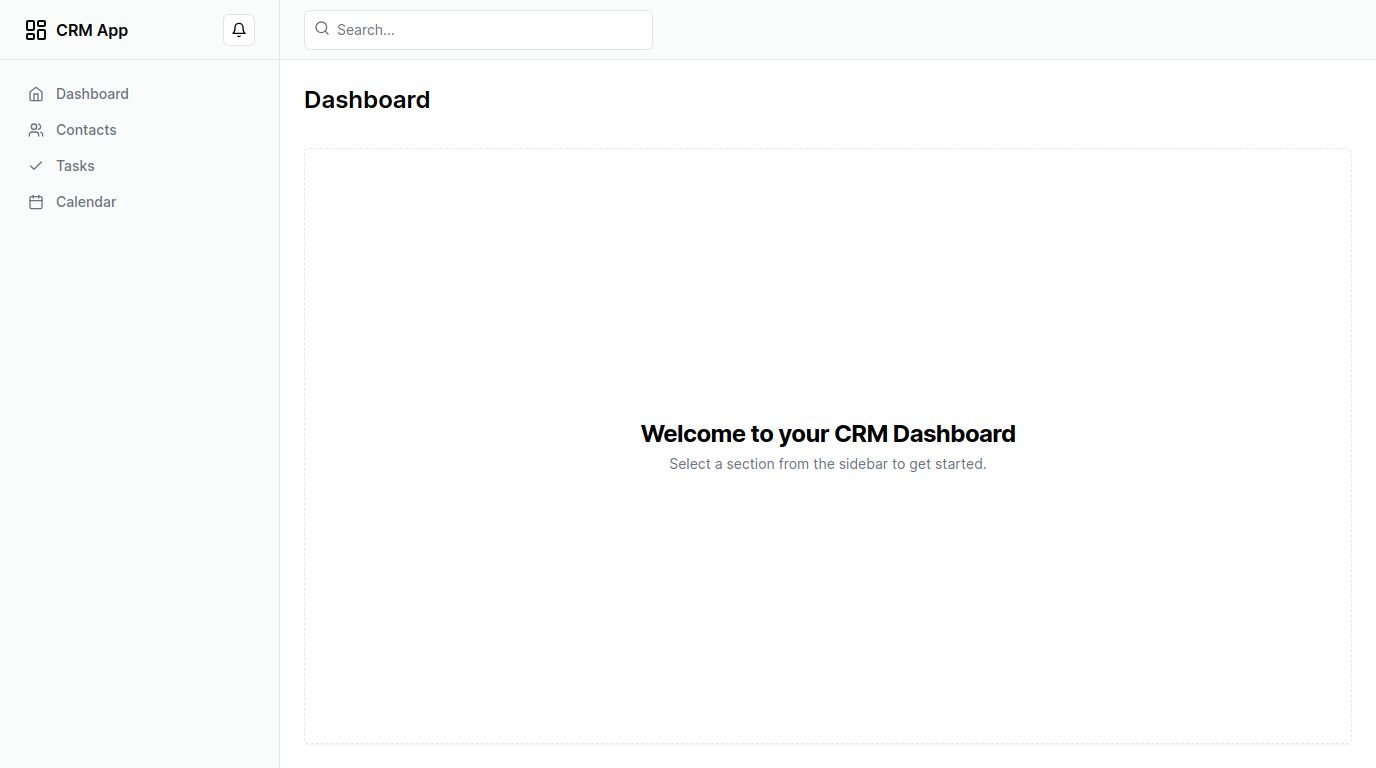 CRM App
Search...
Dashboard
Contacts
Tasks
Calendar
Dashboard
Welcome to your CRM Dashboard
Select a section from the sidebar to get started.